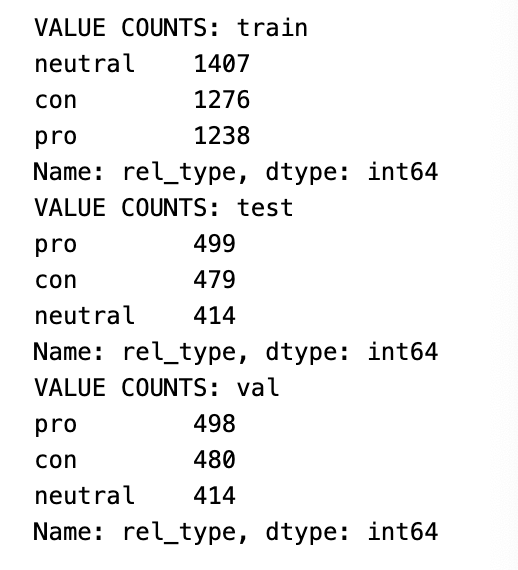 VALUE COUNTS: train
neutral    1407
con        1276
pro        1238
Name: rel_type, dtype: int64
VALUE COUNTS: test
pro        499
con        479
neutral    414
Name: rel_type, dtype: int64
VALUE COUNTS: val
pro        498
con        480
neutral    414
Name: rel_type, dtype: int64